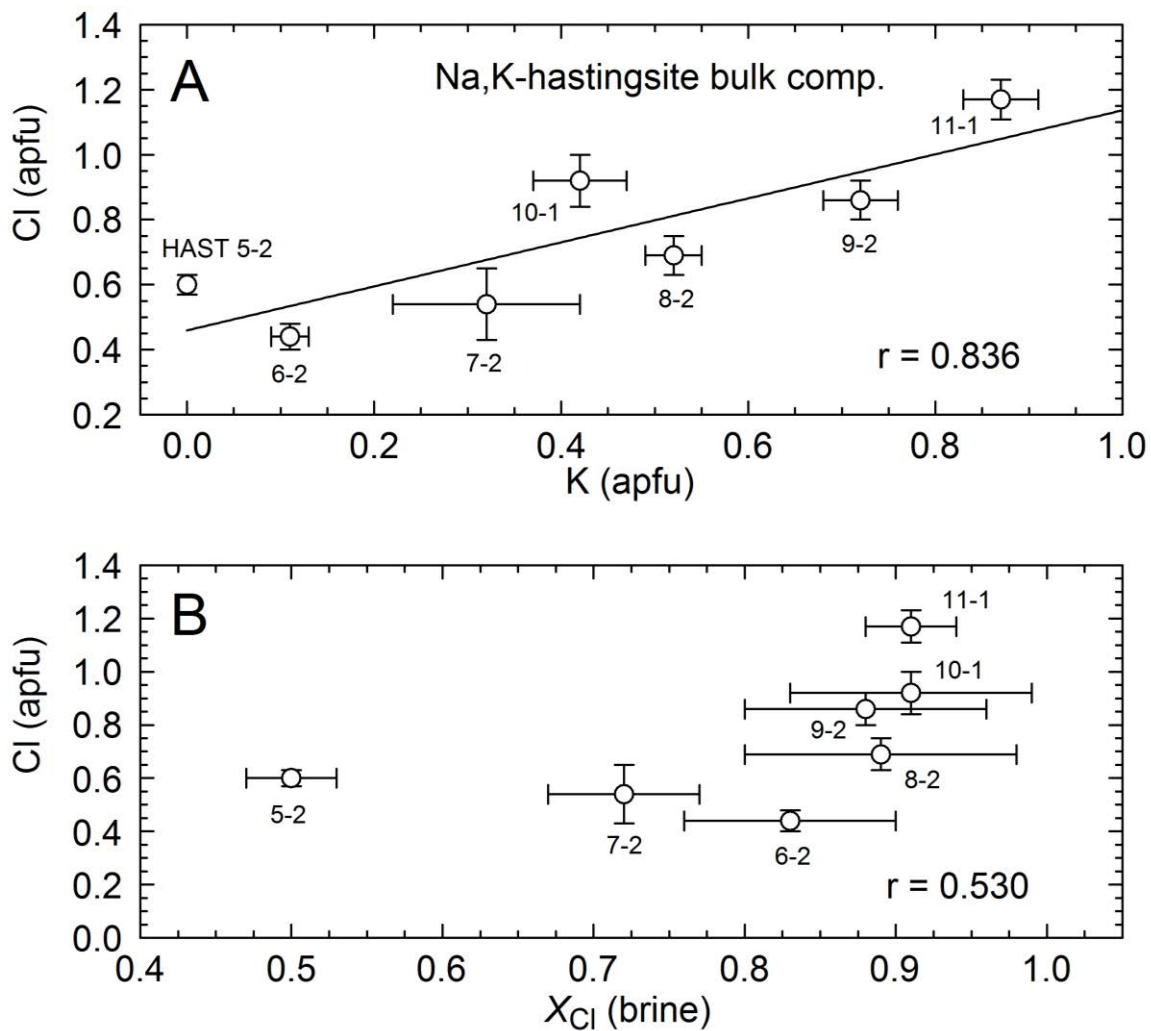 A
Na,K-hastingsite bulk comp.
1.4
1.2
1.0
0.8
0.6
0.4
0.2
Cl (apfu)
HAST 5-2
6-2
7-2
10-1
8-2
9-2
11-1
r = 0.836
0.0 0.2 0.4 0.6 0.8 1.0
K (apfu)
B
1.4
1.2
1.0
0.8
0.6
0.4
0.2
0.0
Cl (apfu)
11-1
10-1
9-2
8-2
5-2
7-2
6-2
r = 0.530
0.4 0.5 0.6 0.7 0.8 0.9 1.0
XCl (brine)